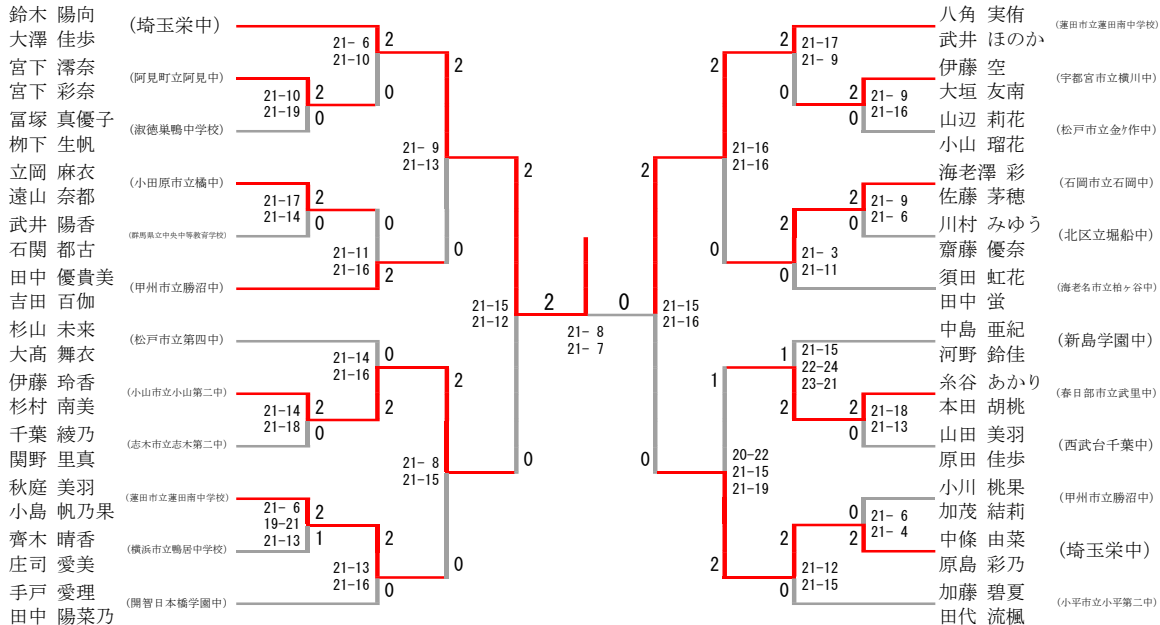 鈴木 陽向
大澤 佳歩
(埼玉栄中)
宮下 澪奈
宮下 彩奈
(阿見町立阿見中)
冨塚 真優子
栁下 生帆
(淑徳巣鴨中学校)
立岡 麻衣
遠山 奈都
(小田原市立橘中)
武井 陽香
石関 都古
(群馬県立中央中等教育学校)
田中 優貴美
吉田 百伽
(甲州市立勝沼中)
杉山 未来
大髙 舞衣
(松戸市立第四中)
伊藤 玲香
杉村 南美
(小山市立小山第二中)
千葉 綾乃
関野 里真
(志木市立志木第二中)
秋庭 美羽
小島 帆乃果
(蓮田市立蓮田南中学校)
齊木 晴香
庄司 愛美
(横浜市立鴨居中学校)
手戸 愛理
田中 陽菜乃
(開智日本橋学園中)
21-10
21-19
2
0
21- 6
21-10
2
0
21-17
21-14
2
0
21-11
21-16
0
2
21- 9
21-13
2
0
21-14
21-18
2
0
21-14
21-16
0
2
21- 6
19-21
21-13
2
1
21-13
21-16
2
0
21- 8
21-15
2
0
21-15
21-12
2
0
2
0
21- 8
21- 7
八角 実侑
武井 ほのか
(蓮田市立蓮田南中学校)
伊藤 空
大垣 友南
(宇都宮市立横川中)
山辺 莉花
小山 瑠花
(松戸市立金ケ作中)
海老澤 彩
佐藤 茅穂
(石岡市立石岡中)
川村 みゆう
齋藤 優奈
(北区立堀船中)
須田 虹花
田中 蛍
(海老名市立柏ヶ谷中)
中島 亜紀
河野 鈴佳
(新島学園中)
糸谷 あかり
本田 胡桃
(春日部市立武里中)
山田 美羽
原田 佳歩
(西武台千葉中)
小川 桃果
加茂 結莉
(甲州市立勝沼中)
中條 由菜
原島 彩乃
(埼玉栄中)
加藤 碧夏
田代 流楓
(小平市立小平第二中)
2
0
21- 9
21-16
2
0
21-17
21- 9
2
0
21- 9
21- 6
2
0
21- 3
21-11
2
0
21-16
21-16
2
0
21-18
21-13
1
2
21-15
22-24
23-21
0
2
21- 6
21- 4
2
0
21-12
21-15
1
2
20-22
21-15
21-19
2
0
21-15
21-16